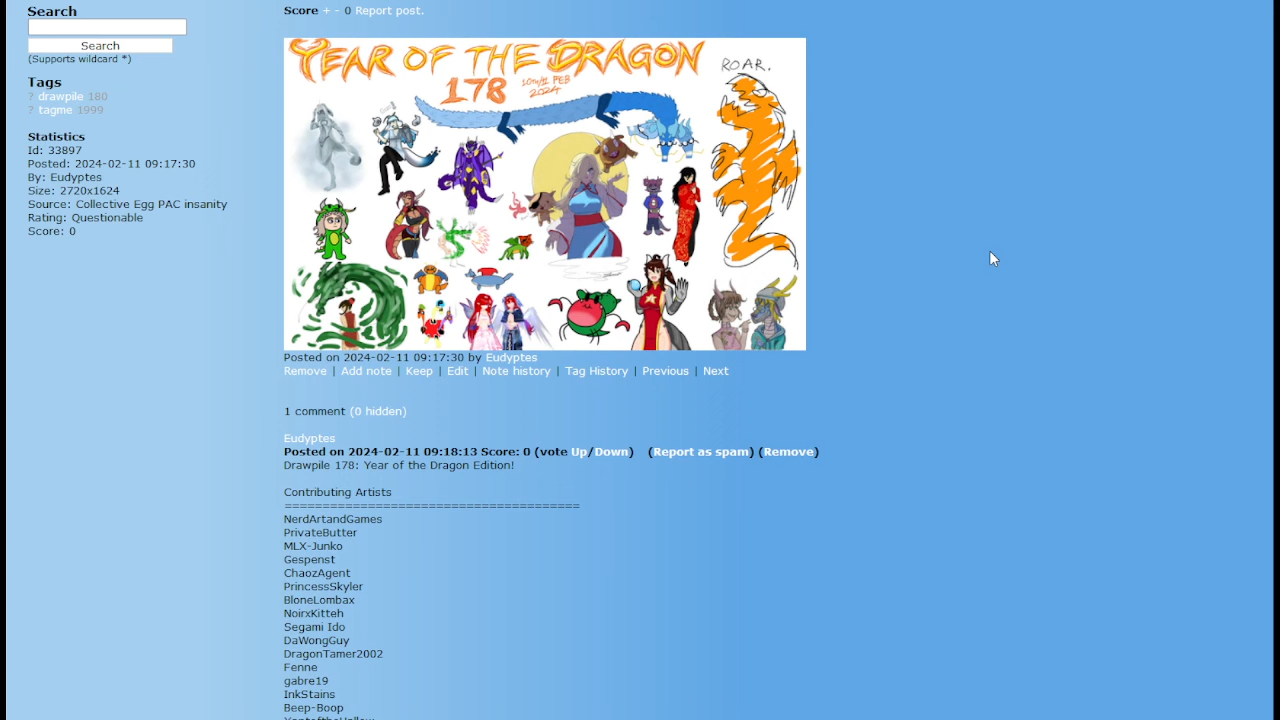 Search
Search
(Supports wildcard *)
Tags
? drawpile 180
? tagme 1999
Statistics
Id: 33897
Posted: 2024-02-11 09:17:30
By: Eudyptes
Size: 2720x1624
Source: Collective Egg PAC insanity
Rating: Questionable
Score: 0
Score + - 0 Report post.
YEAR OF THE DRAGON
178
10TH/11 FEB
2024
ROAR.
Posted on 2024-02-11 09:17:30 by Eudyptes
Remove | Add note | Keep | Edit | Note history | Tag History | Previous | Next
1 comment (0 hidden)
Eudyptes
Posted on 2024-02-11 09:18:13 Score: 0 (vote Up/Down) (Report as spam) (Remove)
Drawpile 178: Year of the Dragon Edition!
Contributing Artists
=======================================
NerdArtandGames
PrivateButter
MLX-Junko
Gespenst
ChaozAgent
PrincessSkyler
BloneLombax
NoirxKitteh
Segami Ido
DaWongGuy
DragonTamer2002
Fenne
gabre19
InkStains
Beep-Boop